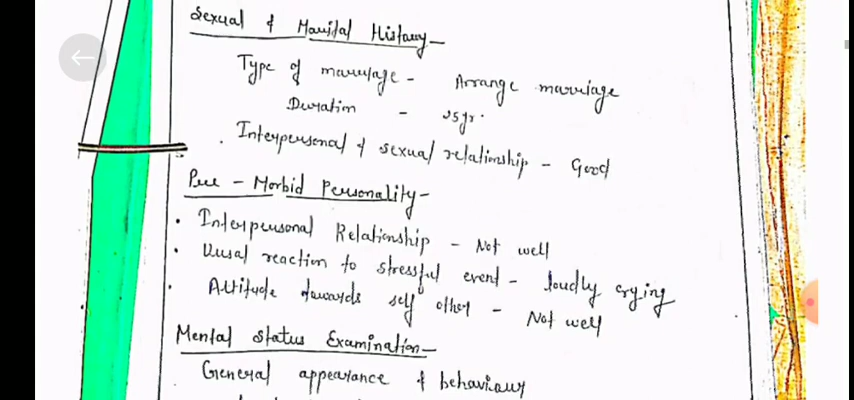 Sexual & Marital History -
Type of marriage - Arrange marriage
Duration - 25yr.
Interpersonal & sexual relationship - Good
Pre - Morbid Personality -
• Interpersonal Relationship - Not well
• Usual reaction to stressful event - loudly crying
• Attitude towards self other - Not well
Mental Status Examination -
General appearance & behaviour